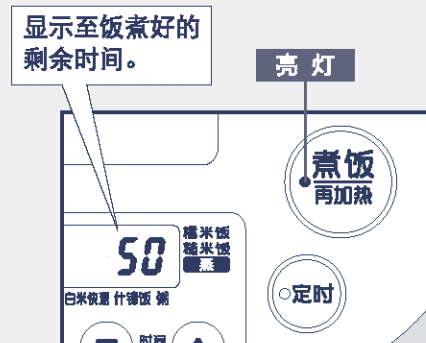 显示至饭煮好的
剩余时间。
亮灯
煮饭
再加热
50
糯米饭
糙米饭
蒸
白米快速 什锦饭 粥
定时
时间